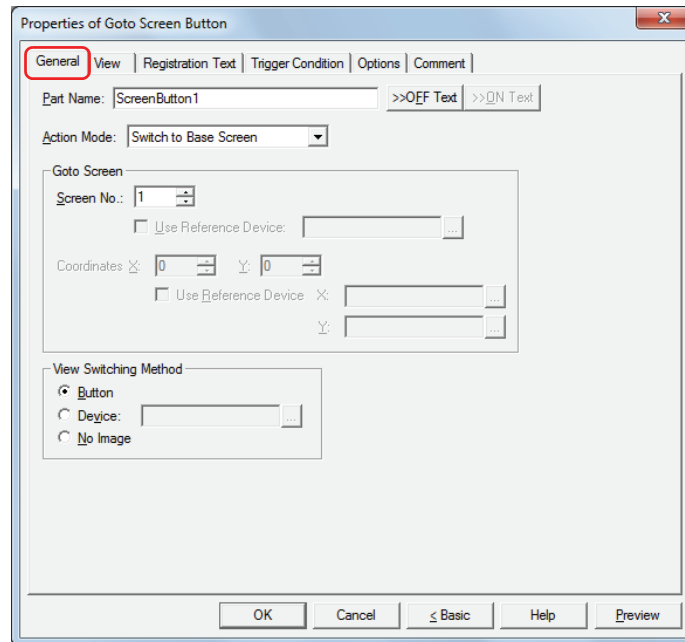 Properties of Goto Screen Button
x
General View Registration Text Trigger Condition Options Comment
Part Name: ScreenButton1 >>OFF Text >>ON Text
Action Mode: Switch to Base Screen
Goto Screen
Screen No.: 1
Use Reference Device: ...
Coordinates X: 0 Y: 0
Use Reference Device X: ...
Y: ...
View Switching Method
Button
Device: ...
No Image
OK Cancel < Basic Help Preview